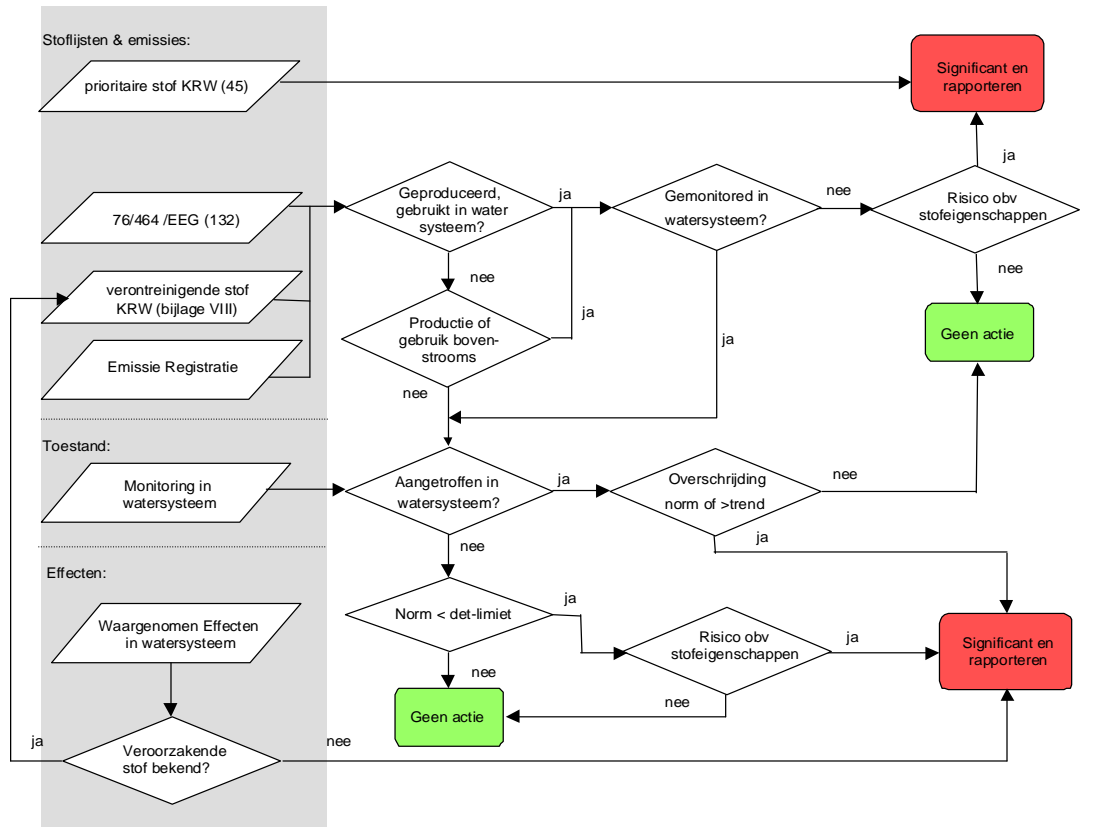 Stoflijsten & emissies:
prioritaire stof KRW (45)
Significant en
rapporteren
ja
76/464 /EEG (132)
Geproduceerd,
gebruikt in water
systeem?
ja
Gemonitored in
watersysteem?
nee
Risico obv
stofeigenschappen
nee
nee
verontreinigende stof
KRW (bijlage VIII)
Productie of
gebruik boven-
strooms
ja
ja
Geen actie
Emissie Registratie
nee
Toestand:
Monitoring in
watersysteem
Aangetroffen in
watersysteem?
ja
Overschrijding
norm of >trend
nee
ja
nee
Effecten:
Waargenomen Effecten
in watersysteem
Norm < det-limiet
ja
Risico obv
stofeigenschappen
ja
Significant en
rapporteren
nee
nee
Geen actie
ja
Veroorzakende
stof bekend?
nee